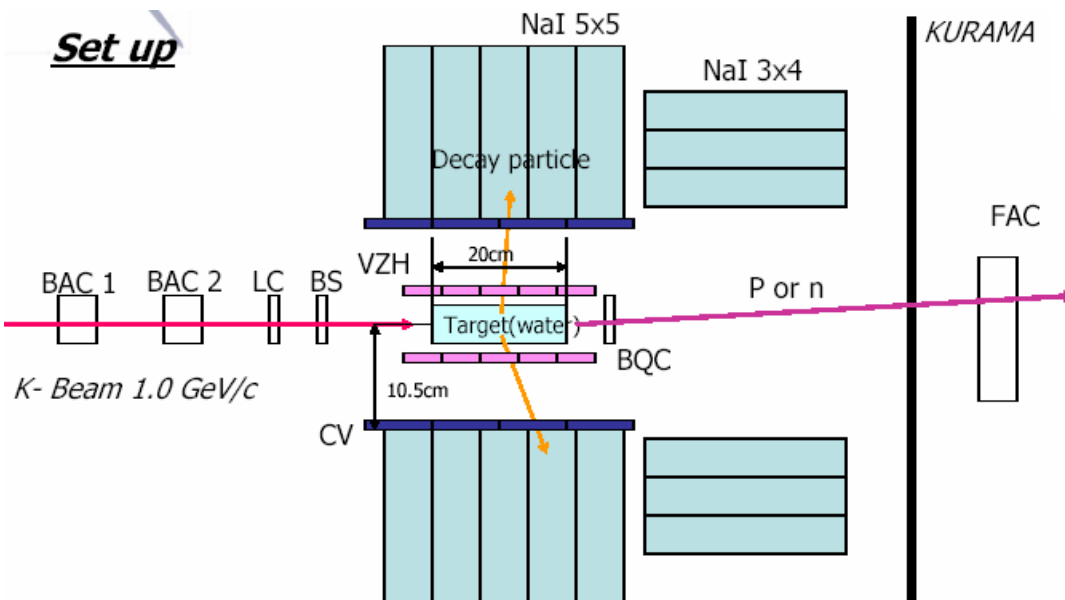 Set up
NaI 5x5
KURAMA
NaI 3x4
Decay particle
FAC
VZH
20cm
BAC 1
BAC 2
LC
BS
P or n
Target(water)
BQC
K- Beam 1.0 GeV/c
10.5cm
CV